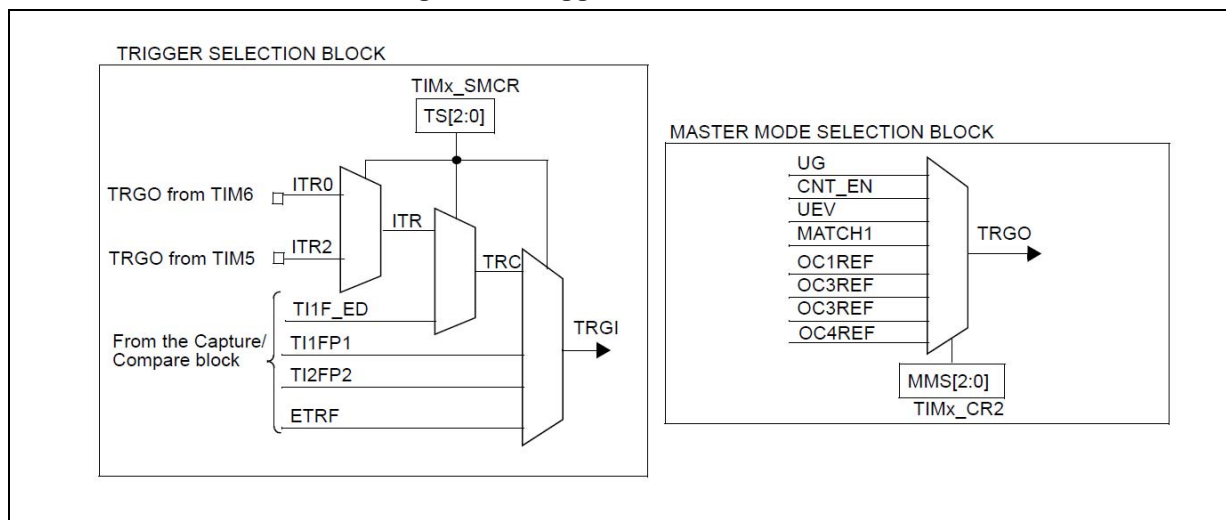 TRIGGER SELECTION BLOCK
TIMx_SMCR
TS[2:0]
TRGO from TIM6
ITR0
ITR
TRGO from TIM5
ITR2
TRC
From the Capture/
Compare block
TI1F_ED
TI1FP1
TI2FP2
ETRF
TRGI
MASTER MODE SELECTION BLOCK
UG
CNT_EN
UEV
MATCH1
OC1REF
OC3REF
OC3REF
OC4REF
TRGO
MMS[2:0]
TIMx_CR2